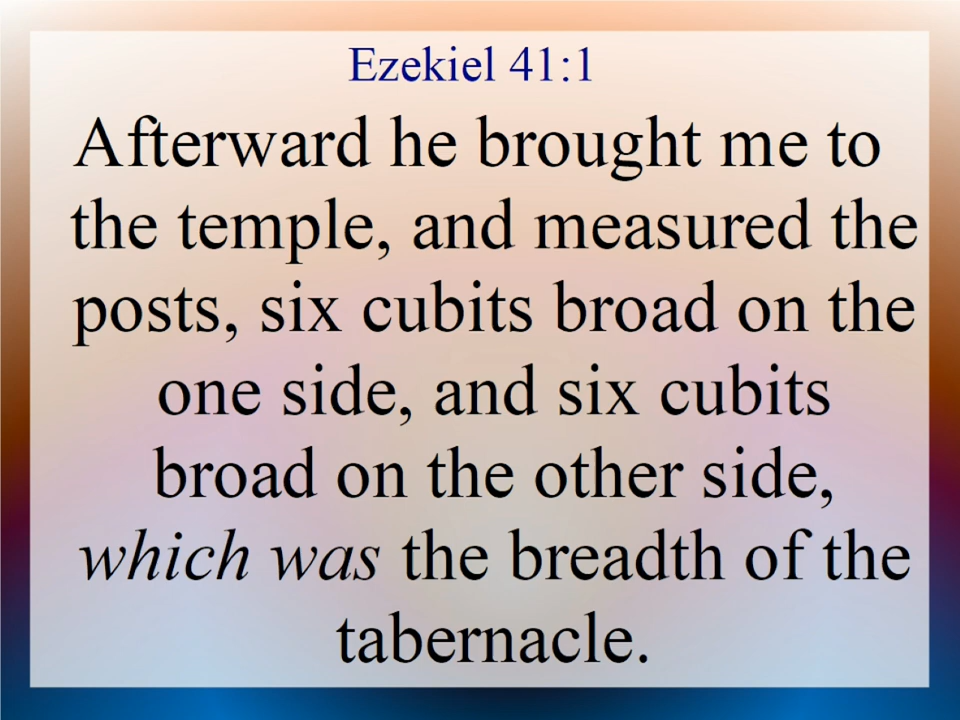 Ezekiel 41:1
Afterward he brought me to
the temple, and measured the
posts, six cubits broad on the
one side, and six cubits
broad on the other side,
which was the breadth of the
tabernacle.